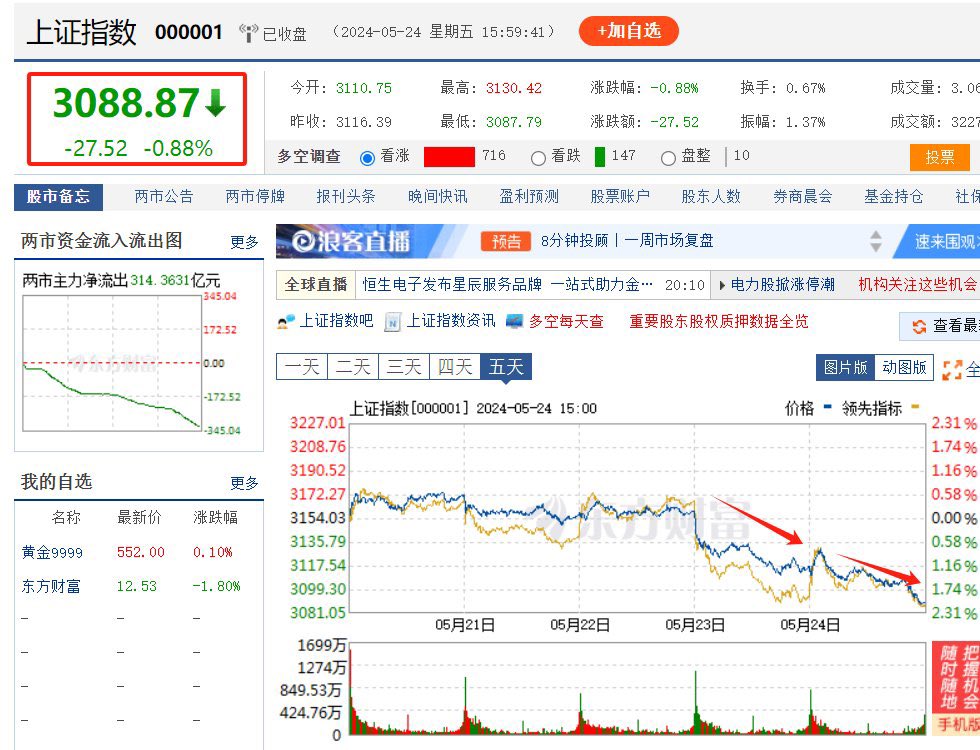 上证指数 000001 已收盘 （2024-05-24 星期五 15:59:41） +加自选
3088.87
-27.52 -0.88%
今开: 3110.75 最高: 3130.42 涨跌幅: -0.88% 换手: 0.67% 成交量: 3.06
昨收: 3116.39 最低: 3087.79 涨跌额: -27.52 振幅: 1.37% 成交额: 3227
多空调查 看涨 716 看跌 147 盘整 10 投票
股市备忘 两市公告 两市停牌 报刊头条 晚间快讯 盈利预测 股票账户 股东人数 券商晨会 基金持仓 社保
两市资金流入流出图 更多
两市主力净流出314.3631亿元
345.04
172.52
0.00
-172.52
-345.04
东方财富
我的自选 更多
名称 最新价 涨跌幅
黄金9999 552.00 0.10%
东方财富 12.53 -1.80%
– – –
– – –
– – –
– – –
浪客直播 预告 8分钟投顾 | 一周市场复盘 速来围观>
全球直播 恒生电子发布星辰服务品牌 一站式助力金… 20:10 电力股掀涨停潮 机构关注这些机会
上证指数吧 上证指数资讯 多空每天查 重要股东股权质押数据全览 查看最
一天 二天 三天 四天 五天 图片版 动图版 全
上证指数[000001] 2024-05-24 15:00 价格 领先指标
3227.01 2.31%
3208.76 1.74%
3190.52 1.16%
3172.27 0.58%
3154.03 0.00%
3135.79 0.58%
3117.54 1.16%
3099.30 1.74%
3081.05 2.31%
东方财富
05月21日 05月22日 05月23日 05月24日
1699万
1274万
849.53万
424.76万
0
把握机会
随时随地
手机版